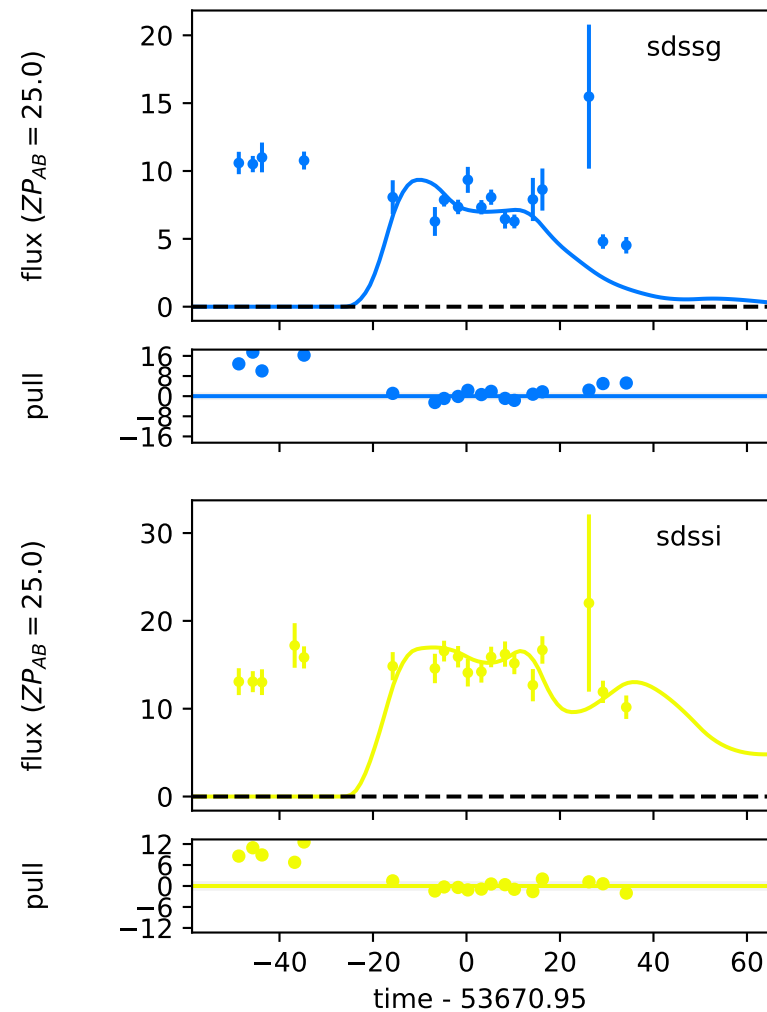 sdssg
flux (ZP_AB = 25.0)
20
15
10
5
0
pull
16
8
0
−8
−16
sdssi
flux (ZP_AB = 25.0)
30
20
10
0
pull
12
6
0
−6
−12
−40 −20 0 20 40 60
time - 53670.95